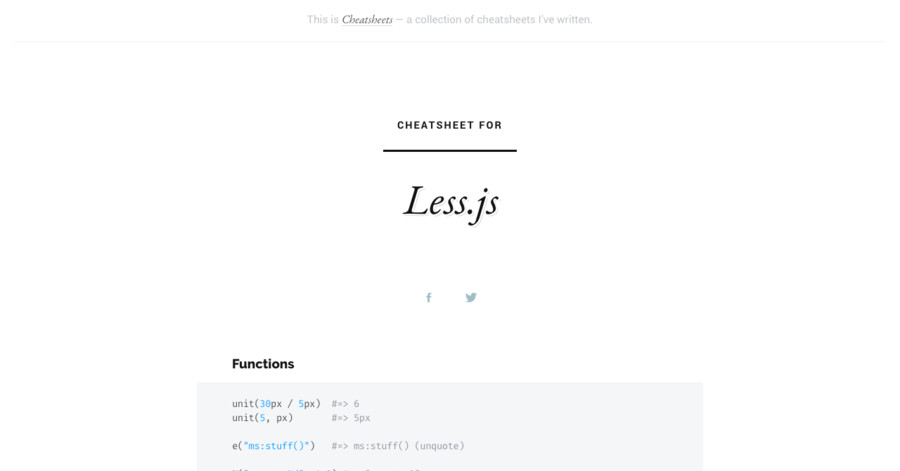 This is Cheatsheets — a collection of cheatsheets I've written.
CHEATSHEET FOR
Less.js
Functions
unit(30px / 5px)  #=> 6
unit(5, px)       #=> 5px
e("ms:stuff()")   #=> ms:stuff() (unquote)